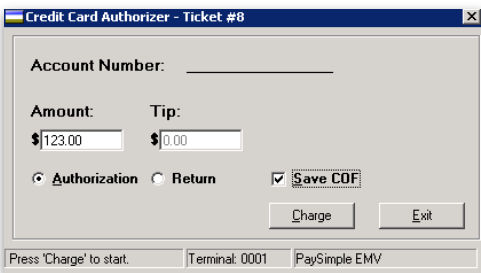 Credit Card Authorizer - Ticket #8
Account Number:
Amount: Tip:
$ 123.00 $ 0.00
Authorization Return Save COF
Charge Exit
Press 'Charge' to start. Terminal: 0001 PaySimple EMV